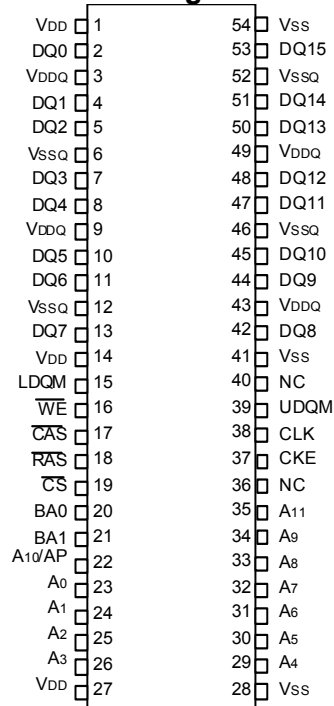 VDD 1 54 VSS
DQ0 2 53 DQ15
VDDQ 3 52 VSSQ
DQ1 4 51 DQ14
DQ2 5 50 DQ13
VSSQ 6 49 VDDQ
DQ3 7 48 DQ12
DQ4 8 47 DQ11
VDDQ 9 46 VSSQ
DQ5 10 45 DQ10
DQ6 11 44 DQ9
VSSQ 12 43 VDDQ
DQ7 13 42 DQ8
VDD 14 41 VSS
LDQM 15 40 NC
WE 16 39 UDQM
CAS 17 38 CLK
RAS 18 37 CKE
CS 19 36 NC
BA0 20 35 A11
BA1 21 34 A9
A10/AP 22 33 A8
A0 23 32 A7
A1 24 31 A6
A2 25 30 A5
A3 26 29 A4
VDD 27 28 VSS